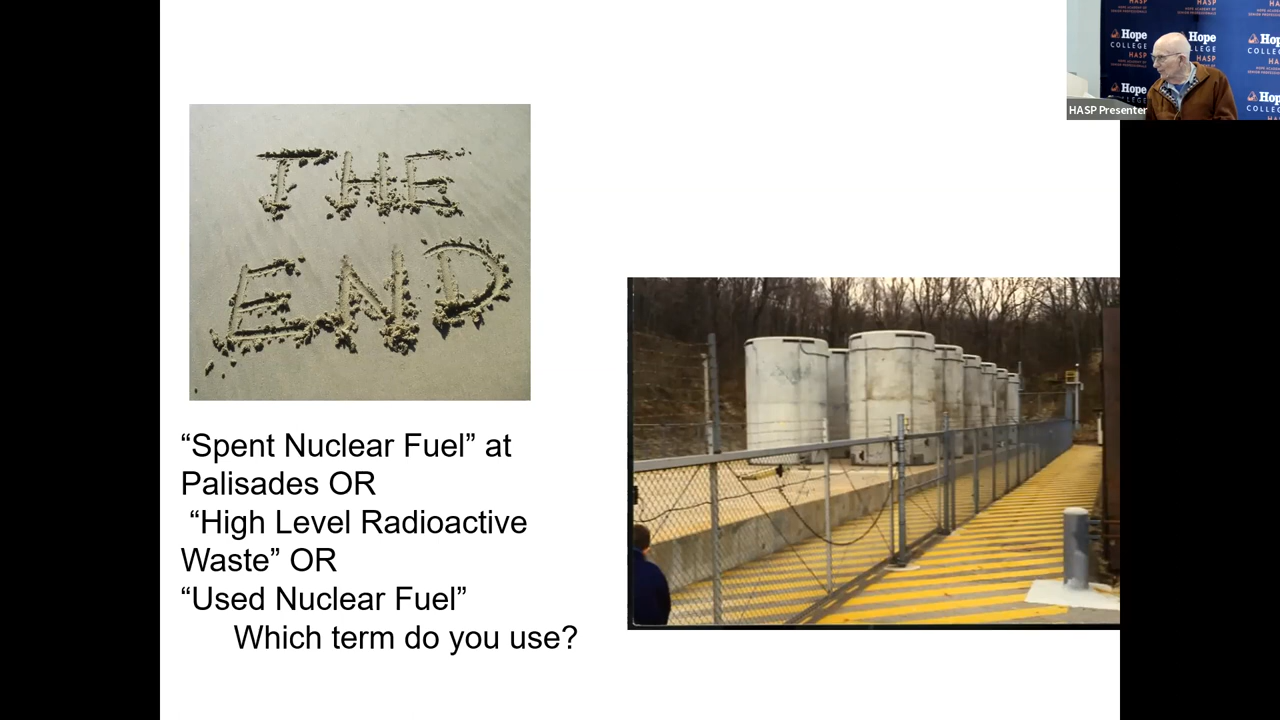 THE
END
“Spent Nuclear Fuel” at
Palisades OR
“High Level Radioactive
Waste” OR
“Used Nuclear Fuel”
Which term do you use?
HASP Presenter
Hope
COLLEGE
HASP
Hope